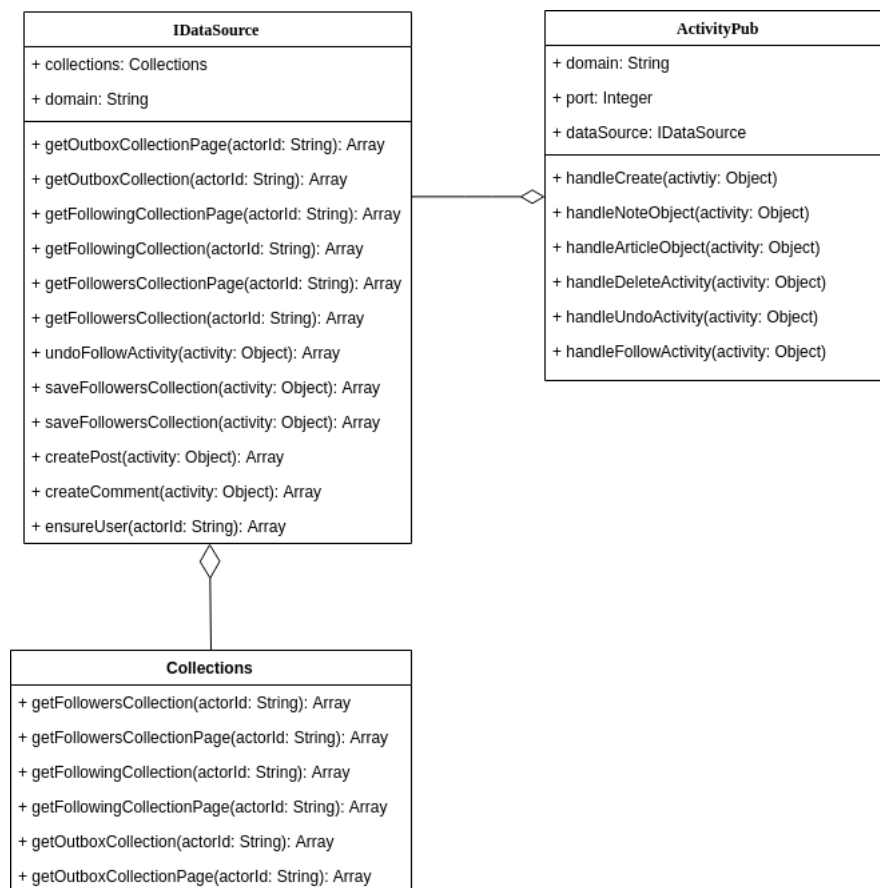 IDataSource
+ collections: Collections
+ domain: String
+ getOutboxCollectionPage(actorId: String): Array
+ getOutboxCollection(actorId: String): Array
+ getFollowingCollectionPage(actorId: String): Array
+ getFollowingCollection(actorId: String): Array
+ getFollowersCollectionPage(actorId: String): Array
+ getFollowersCollection(actorId: String): Array
+ undoFollowActivity(activity: Object): Array
+ saveFollowersCollection(activity: Object): Array
+ saveFollowersCollection(activity: Object): Array
+ createPost(activity: Object): Array
+ createComment(activity: Object): Array
+ ensureUser(actorId: String): Array
ActivityPub
+ domain: String
+ port: Integer
+ dataSource: IDataSource
+ handleCreate(activtiy: Object)
+ handleNoteObject(activity: Object)
+ handleArticleObject(activity: Object)
+ handleDeleteActivity(activity: Object)
+ handleUndoActivity(activity: Object)
+ handleFollowActivity(activity: Object)
Collections
+ getFollowersCollection(actorId: String): Array
+ getFollowersCollectionPage(actorId: String): Array
+ getFollowingCollection(actorId: String): Array
+ getFollowingCollectionPage(actorId: String): Array
+ getOutboxCollection(actorId: String): Array
+ getOutboxCollectionPage(actorId: String): Array